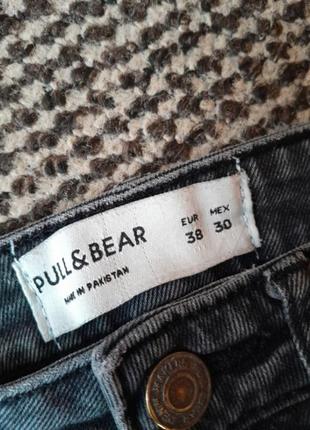 PULL&BEAR
MADE IN PAKISTAN
EUR MEX
38 30